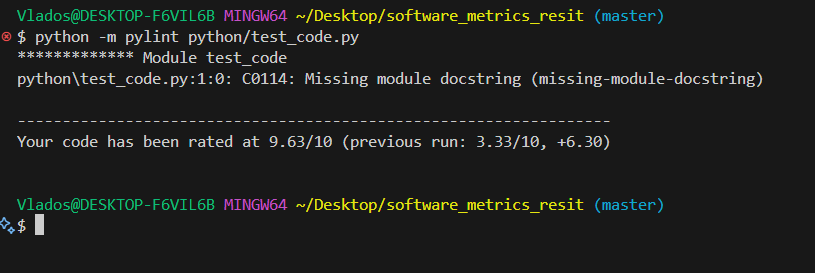 Vlados@DESKTOP-F6VIL6B MINGW64 ~/Desktop/software_metrics_resit (master)
$ python -m pylint python/test_code.py
************* Module test_code
python\test_code.py:1:0: C0114: Missing module docstring (missing-module-docstring)
------------------------------------------------------------------
Your code has been rated at 9.63/10 (previous run: 3.33/10, +6.30)
Vlados@DESKTOP-F6VIL6B MINGW64 ~/Desktop/software_metrics_resit (master)
$